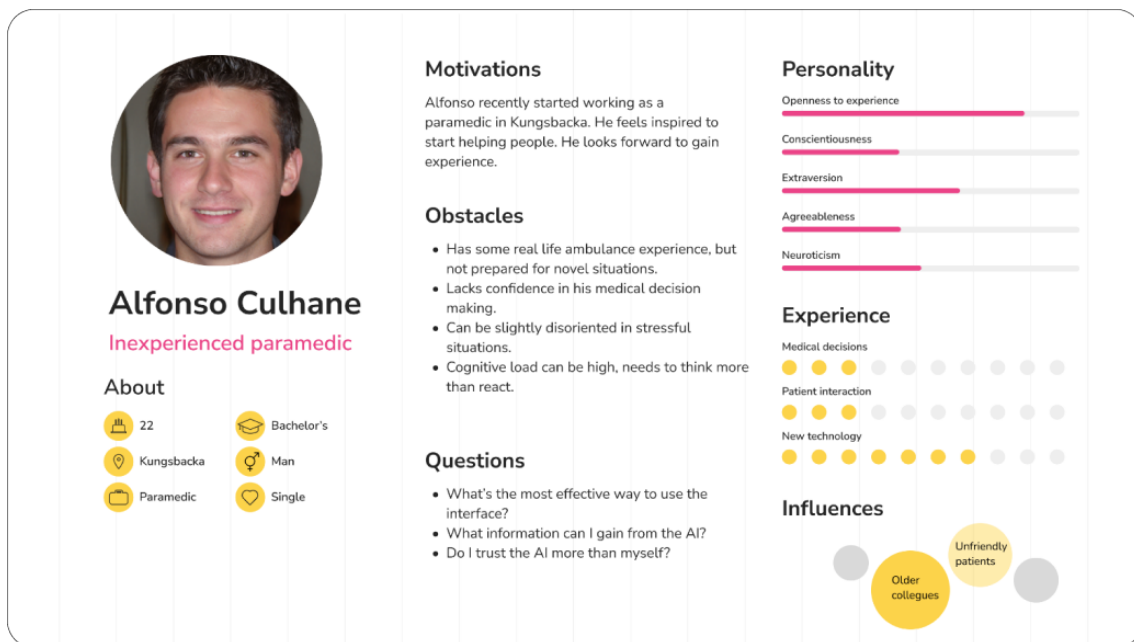 Alfonso Culhane
Inexperienced paramedic
About
22
Bachelor's
Kungsbacka
Man
Paramedic
Single
Motivations
Alfonso recently started working as a
paramedic in Kungsbacka. He feels inspired to
start helping people. He looks forward to gain
experience.
Obstacles
• Has some real life ambulance experience, but
not prepared for novel situations.
• Lacks confidence in his medical decision
making.
• Can be slightly disoriented in stressful
situations.
• Cognitive load can be high, needs to think more
than react.
Questions
• What's the most effective way to use the
interface?
• What information can I gain from the AI?
• Do I trust the AI more than myself?
Personality
Openness to experience
Conscientiousness
Extraversion
Agreeableness
Neuroticism
Experience
Medical decisions
Patient interaction
New technology
Influences
Unfriendly
patients
Older
collegues